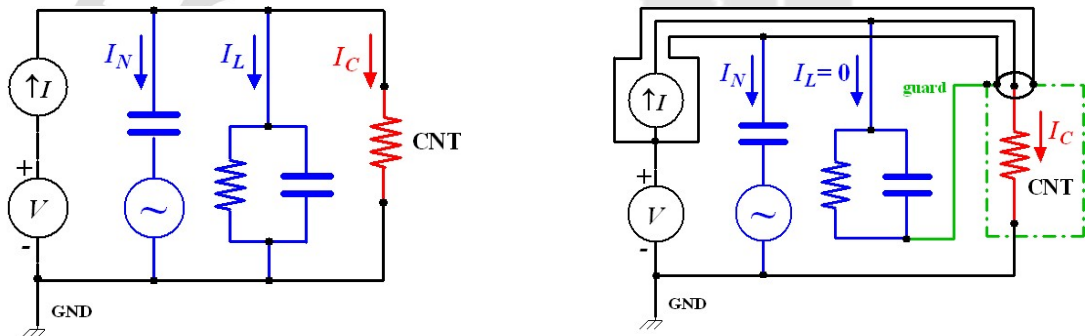 I_N
I_L
I_C
↑I
CNT
+
V
-
~
GND
I_N
I_L= 0
guard
↑I
I_C
CNT
+
V
-
~
GND